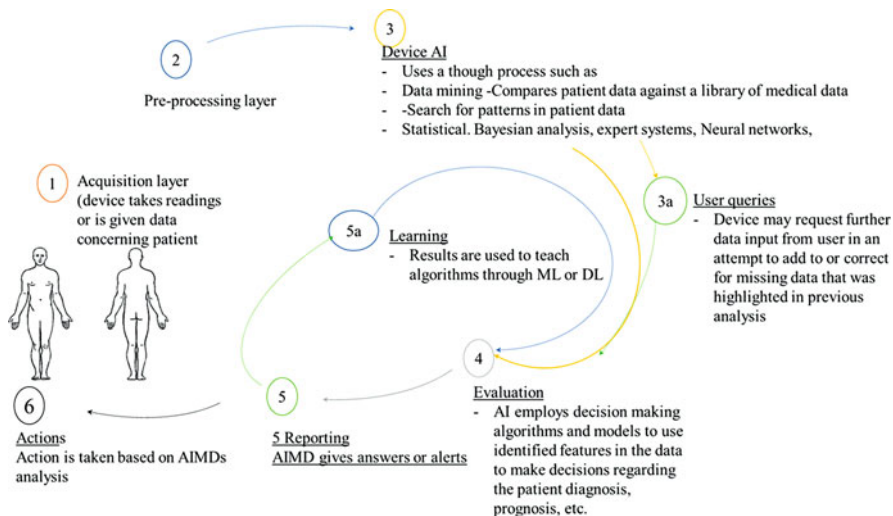 1
Acquisition layer
(device takes readings
or is given data
concerning patient
2
Pre-processing layer
3
Device AI
- Uses a though process such as
- Data mining -Compares patient data against a library of medical data
- -Search for patterns in patient data
- Statistical. Bayesian analysis, expert systems, Neural networks,
3a
User queries
- Device may request further
data input from user in an
attempt to add to or correct
for missing data that was
highlighted in previous
analysis
4
Evaluation
- AI employs decision making
algorithms and models to use
identified features in the data
to make decisions regarding
the patient diagnosis,
prognosis, etc.
5
5 Reporting
AIMD gives answers or alerts
5a
Learning
- Results are used to teach
algorithms through ML or DL
6
Actions
Action is taken based on AIMDs
analysis